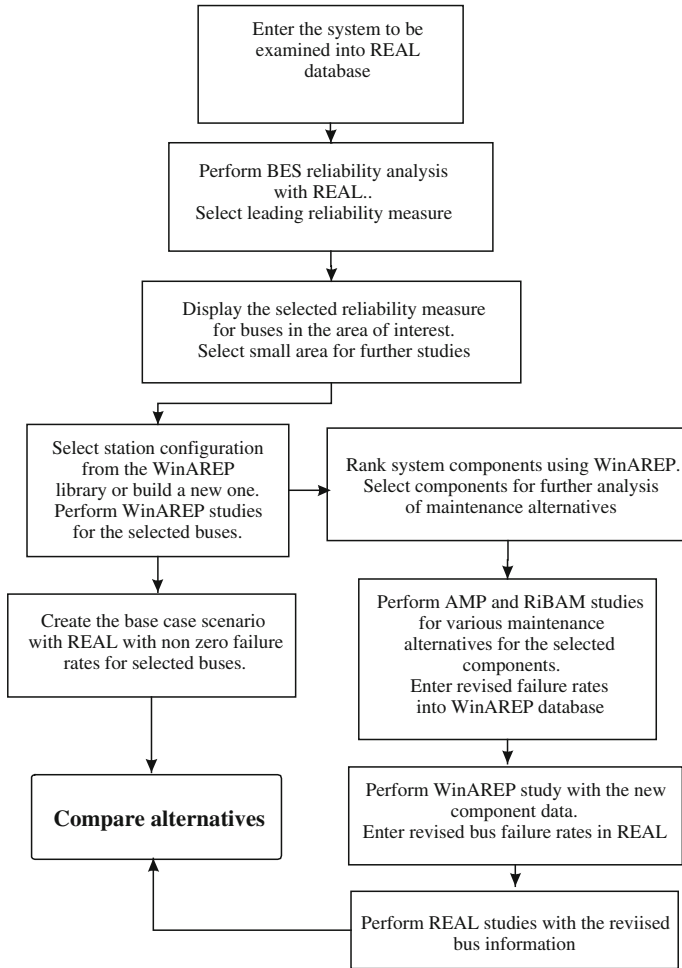 Enter the system to be
examined into REAL
database
Perform BES reliability analysis
with REAL..
Select leading reliability measure
Display the selected reliability measure
for buses in the area of interest.
Select small area for further studies
Select station configuration
from the WinAREP
library or build a new one.
Perform WinAREP studies
for the selected buses.
Rank system components using WinAREP.
Select components for further analysis
of maintenance alternatives
Create the base case scenario
with REAL with non zero failure
rates for selected buses.
Perform AMP and RiBAM studies
for various maintenance
alternatives for the selected
components.
Enter revised failure rates
into WinAREP database
Compare alternatives
Perform WinAREP study with the new
component data.
Enter revised bus failure rates in REAL
Perform REAL studies with the reviised
bus information